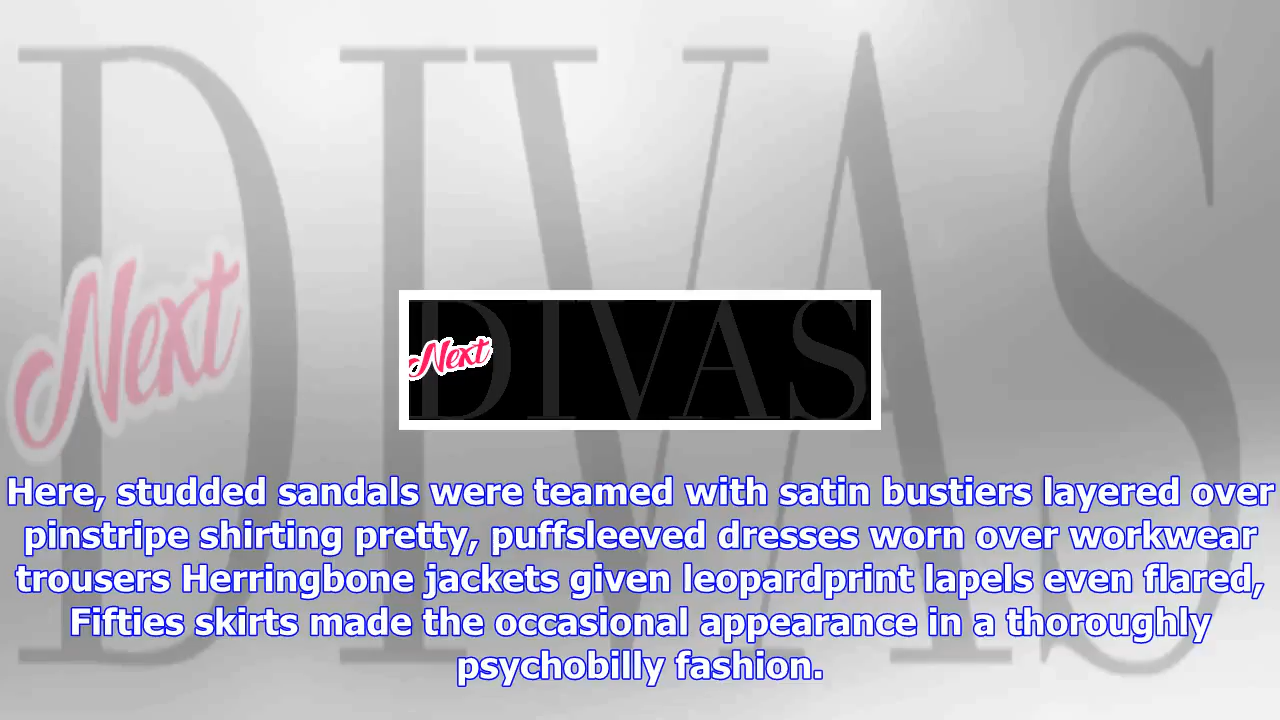 DIVAS
Next
DIVAS
Next
Here, studded sandals were teamed with satin bustiers layered over
pinstripe shirting pretty, puffsleeved dresses worn over workwear
trousers Herringbone jackets given leopardprint lapels even flared,
Fifties skirts made the occasional appearance in a thoroughly
psychobilly fashion.